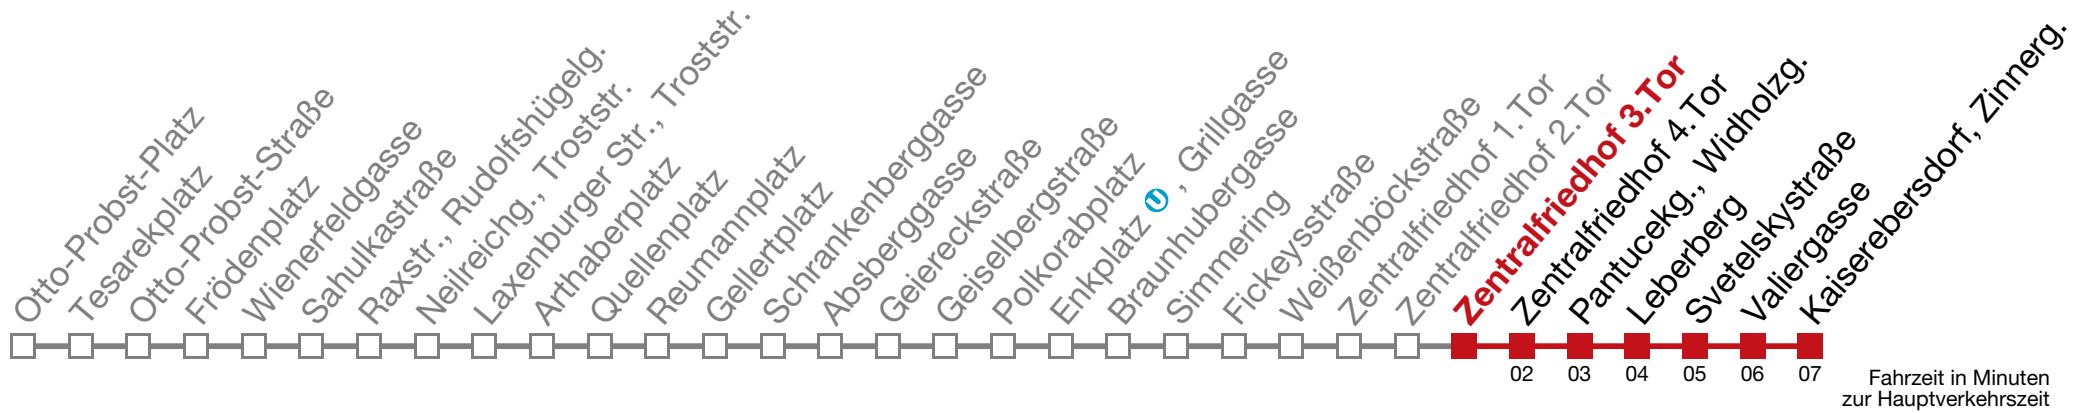 Otto-Probst-Platz
Tesarekplatz
Otto-Probst-Straße
Frödenplatz
Wienerfeldgasse
Sahulkastraße
Raxstr., Rudolfshügelg.
Neilreichg., Troststr.
Laxenburger Str., Troststr.
Arthaberplatz
Quellenplatz
Reumannplatz
Gellertplatz
Schrankenberggasse
Absberggasse
Geiereckstraße
Geiselbergstraße
Polkorabplatz
Enkplatz U, Grillgasse
Braunhubergasse
Simmering
Fickeysstraße
Weißenböckstraße
Zentralfriedhof 1.Tor
Zentralfriedhof 2.Tor
Zentralfriedhof 3.Tor
Zentralfriedhof 4.Tor
Pantucekg., Widholzg.
Leberberg
Svetelskystraße
Valiergasse
Kaiserebersdorf, Zinnerg.
02 03 04 05 06 07
Fahrzeit in Minuten
zur Hauptverkehrszeit